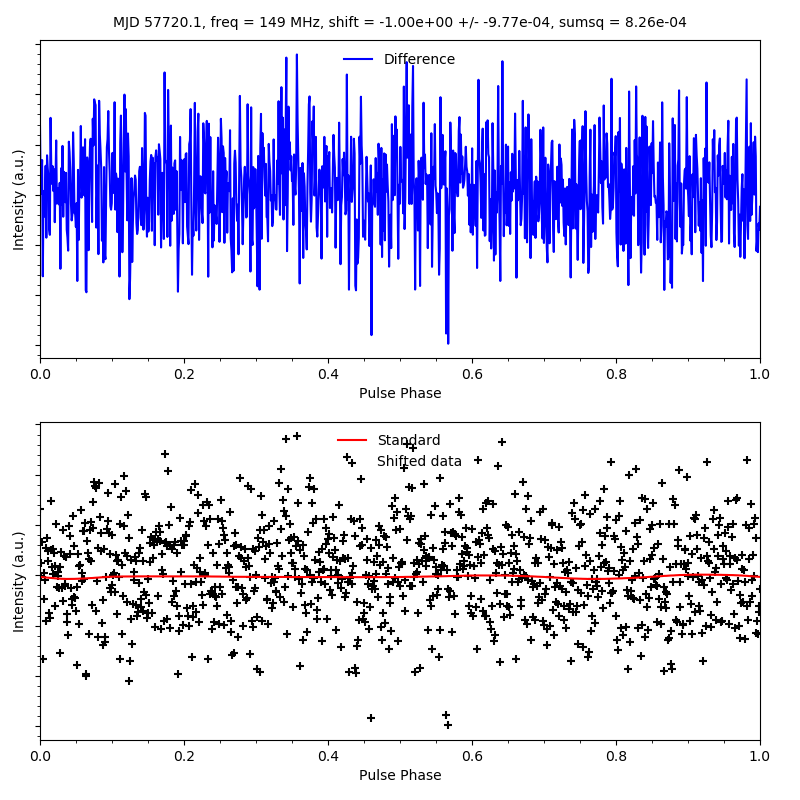 MJD 57720.1, freq = 149 MHz, shift = -1.00e+00 +/- -9.77e-04, sumsq = 8.26e-04
Difference
Intensity (a.u.)
0.0 0.2 0.4 0.6 0.8 1.0
Pulse Phase
Standard
Shifted data
Intensity (a.u.)
0.0 0.2 0.4 0.6 0.8 1.0
Pulse Phase